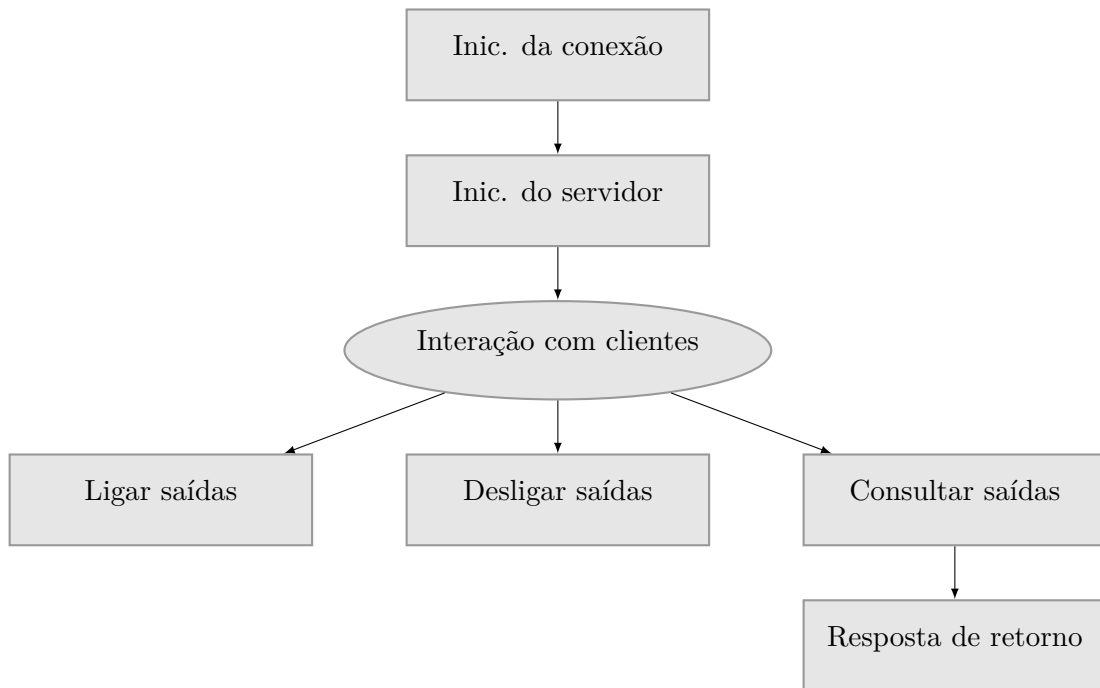 Inic. da conexão
Inic. do servidor
Interação com clientes
Ligar saídas
Desligar saídas
Consultar saídas
Resposta de retorno